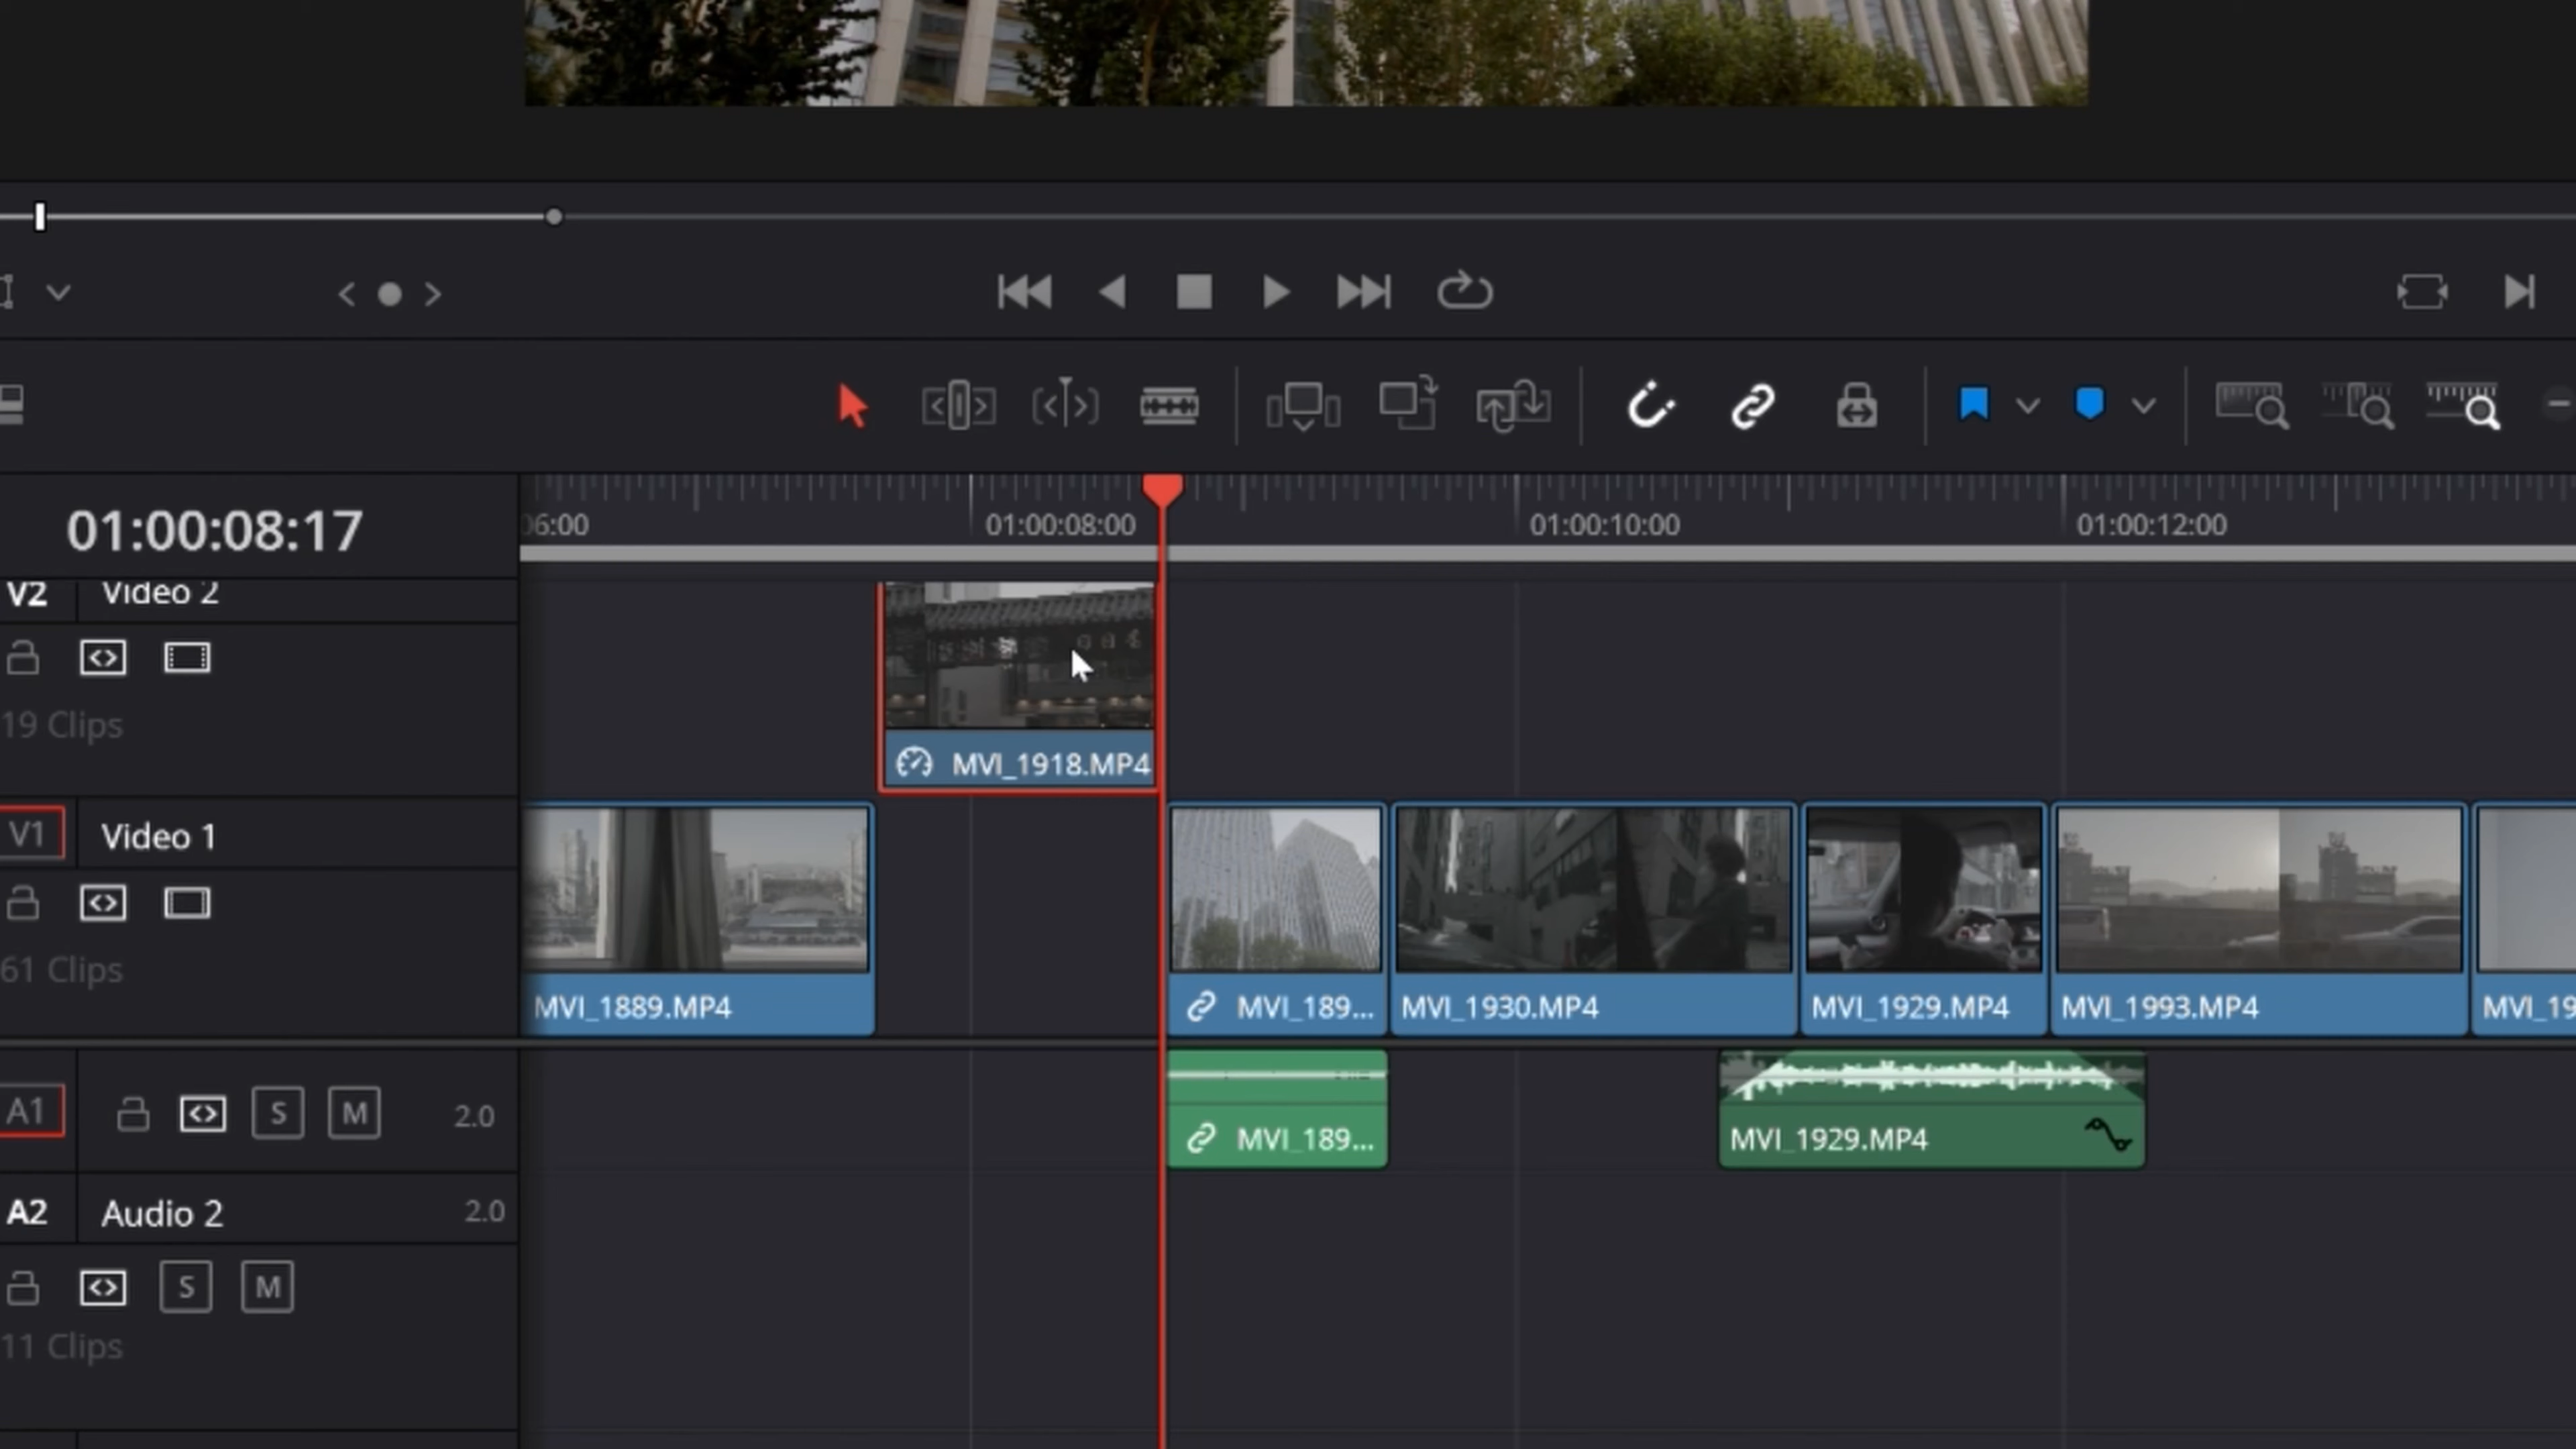 01:00:08:17
06:00
01:00:08:00
01:00:10:00
01:00:12:00
V2 Video 2
19 Clips
MVI_1918.MP4
V1 Video 1
61 Clips
MVI_1889.MP4
MVI_189...
MVI_1930.MP4
MVI_1929.MP4
MVI_1993.MP4
MVI_19
A1 S M 2.0
MVI_189...
MVI_1929.MP4
A2 Audio 2 2.0
S M
11 Clips